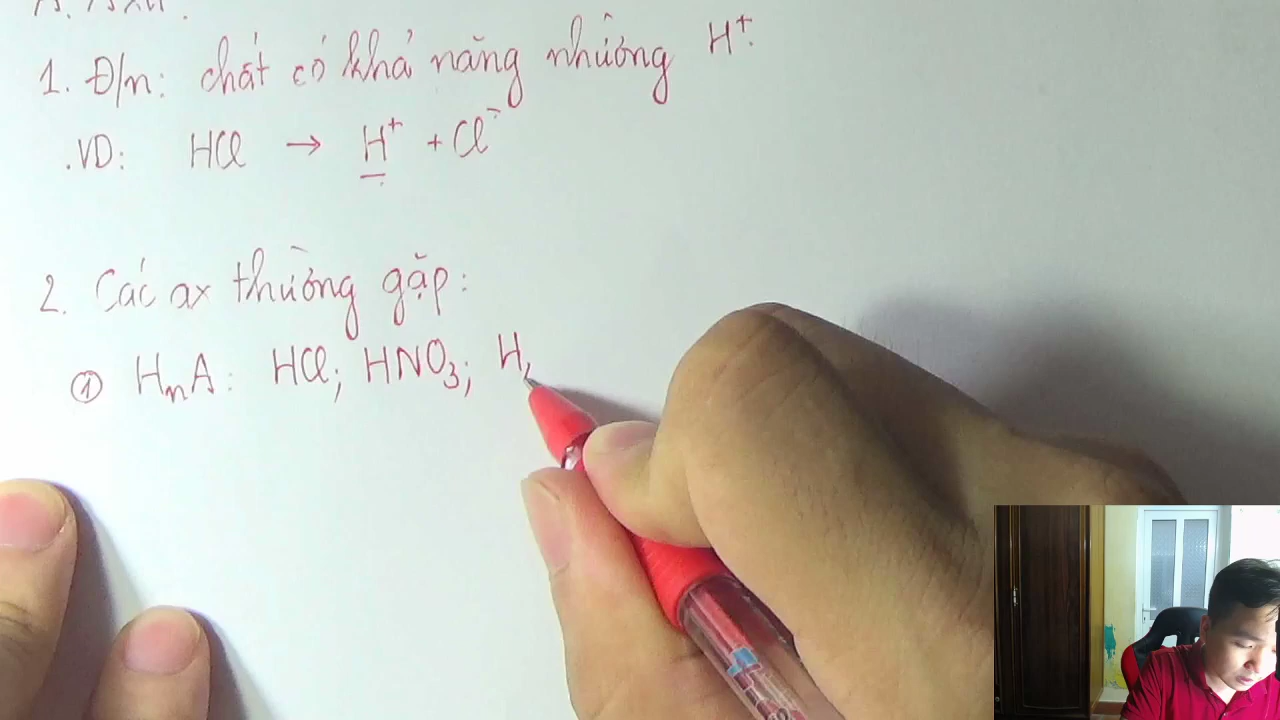 1. Đ/n: chất có khả năng nhường H⁺.
.VD: HCl → H⁺ + Cl⁻
2. Các ax thường gặp:
① HₙA: HCl; HNO₃; H